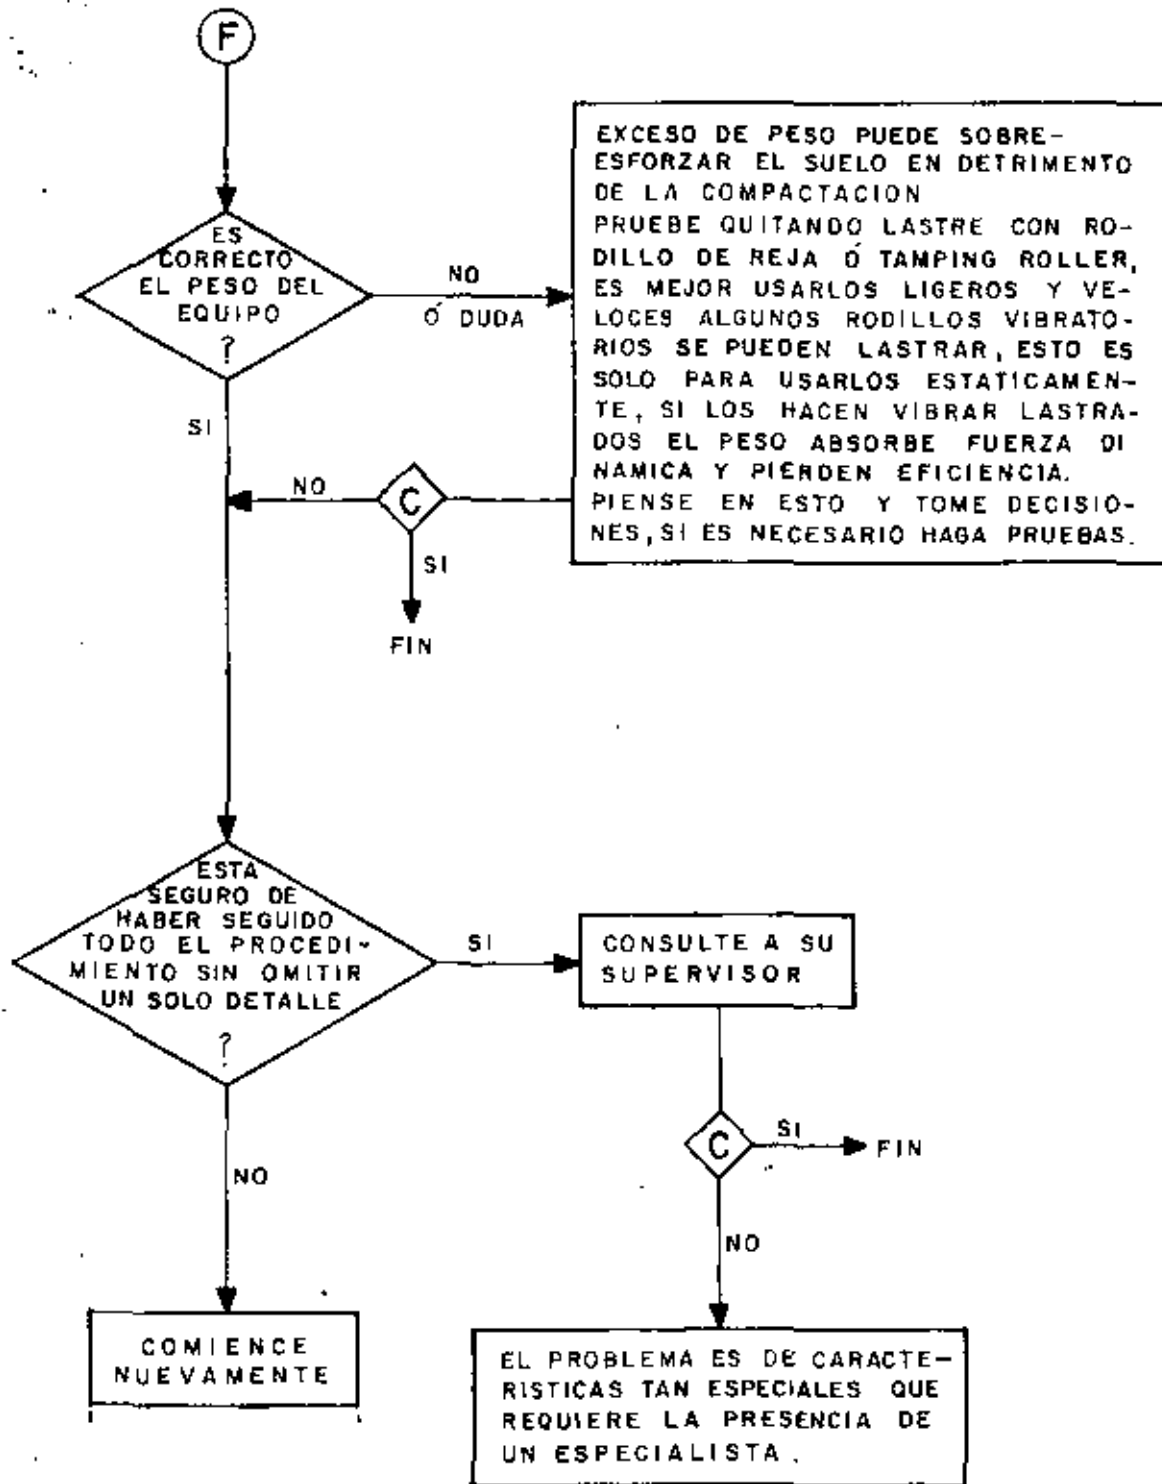 F
ES
CORRECTO
EL PESO DEL
EQUIPO
?
NO
Ó DUDA
EXCESO DE PESO PUEDE SOBRE-
ESFORZAR EL SUELO EN DETRIMENTO
DE LA COMPACTACION
PRUEBE QUITANDO LASTRE CON RO-
DILLO DE REJA Ó TAMPING ROLLER,
ES MEJOR USARLOS LIGEROS Y VE-
LOCES ALGUNOS RODILLOS VIBRATO-
RIOS SE PUEDEN LASTRAR, ESTO ES
SOLO PARA USARLOS ESTATICAMEN-
TE, SI LOS HACEN VIBRAR LASTRA-
DOS EL PESO ABSORBE FUERZA DI
NAMICA Y PIERDEN EFICIENCIA.
PIENSE EN ESTO Y TOME DECISIO-
NES, SI ES NECESARIO HAGA PRUEBAS.
SI
NO
C
SI
FIN
ESTA
SEGURO DE
HABER SEGUIDO
TODO EL PROCEDI-
MIENTO SIN OMITIR
UN SOLO DETALLE
?
SI
CONSULTE A SU
SUPERVISOR
C
SI
FIN
NO
NO
COMIENCE
NUEVAMENTE
EL PROBLEMA ES DE CARACTE-
RISTICAS TAN ESPECIALES QUE
REQUIERE LA PRESENCIA DE
UN ESPECIALISTA.